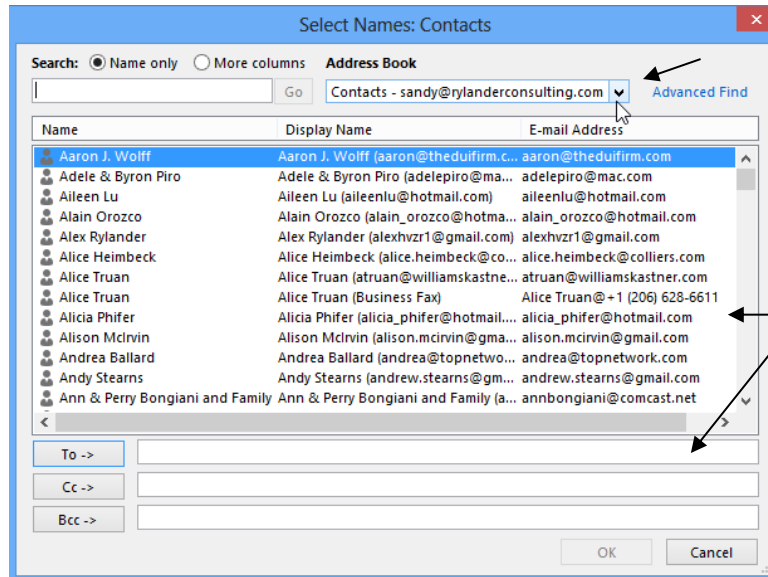 Select Names: Contacts
Search: Name only More columns Address Book
Go Contacts - sandy@rylanderconsulting.com Advanced Find
Name Display Name E-mail Address
Aaron J. Wolff Aaron J. Wolff (aaron@theduifirm.c... aaron@theduifirm.com
Adele & Byron Piro Adele & Byron Piro (adelepiro@ma... adelepiro@mac.com
Aileen Lu Aileen Lu (aileenlu@hotmail.com) aileenlu@hotmail.com
Alain Orozco Alain Orozco (alain_orozco@hotma... alain_orozco@hotmail.com
Alex Rylander Alex Rylander (alexhvzr1@gmail.com) alexhvzr1@gmail.com
Alice Heimbeck Alice Heimbeck (alice.heimbeck@co... alice.heimbeck@colliers.com
Alice Truan Alice Truan (atruan@williamskastne... atruan@williamskastner.com
Alice Truan Alice Truan (Business Fax) Alice Truan@+1 (206) 628-6611
Alicia Phifer Alicia Phifer (alicia_phifer@hotmail.... alicia_phifer@hotmail.com
Alison McIrvin Alison McIrvin (alison.mcirvin@gma... alison.mcirvin@gmail.com
Andrea Ballard Andrea Ballard (andrea@topnetwo... andrea@topnetwork.com
Andy Stearns Andy Stearns (andrew.stearns@gm... andrew.stearns@gmail.com
Ann & Perry Bongiani and Family Ann & Perry Bongiani and Family (a... annbongiani@comcast.net
To ->
Cc ->
Bcc ->
OK Cancel